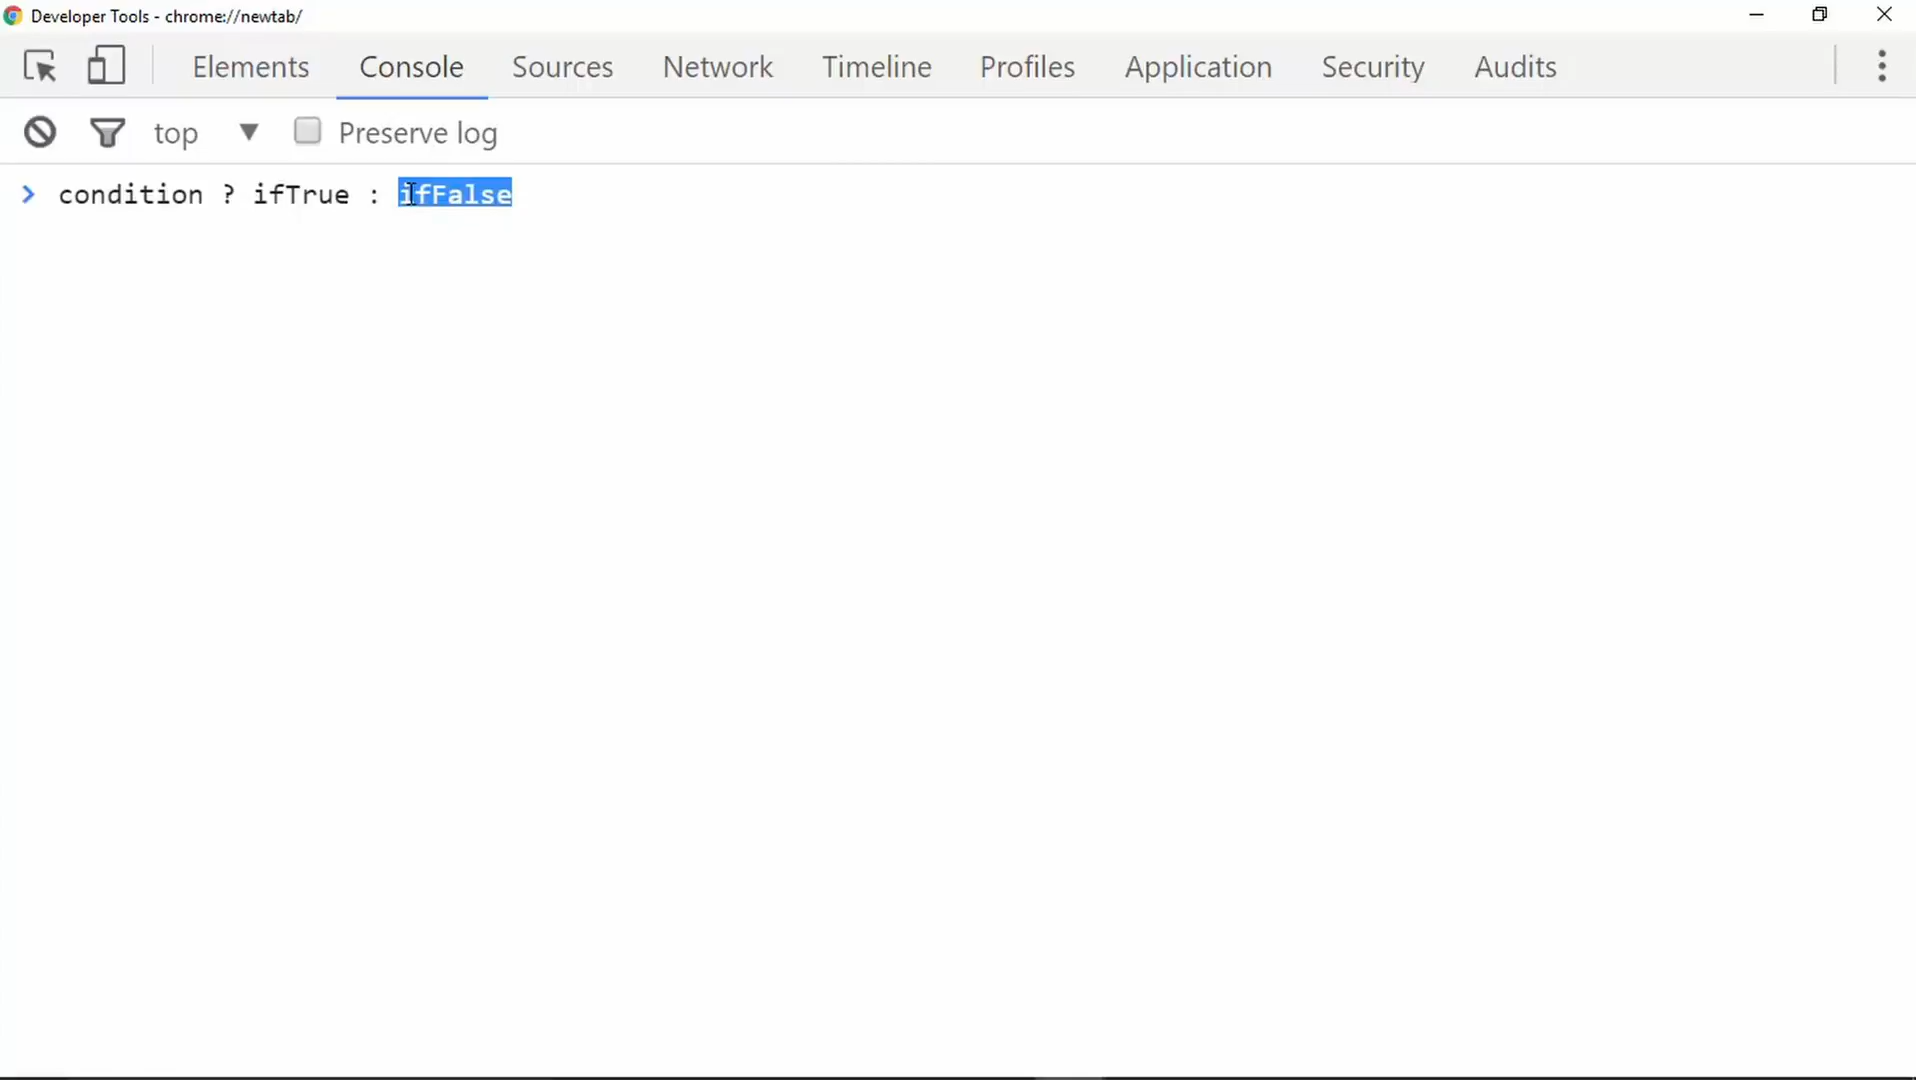 Developer Tools - chrome://newtab/
Elements Console Sources Network Timeline Profiles Application Security Audits
top Preserve log
> condition ? ifTrue : ifFalse